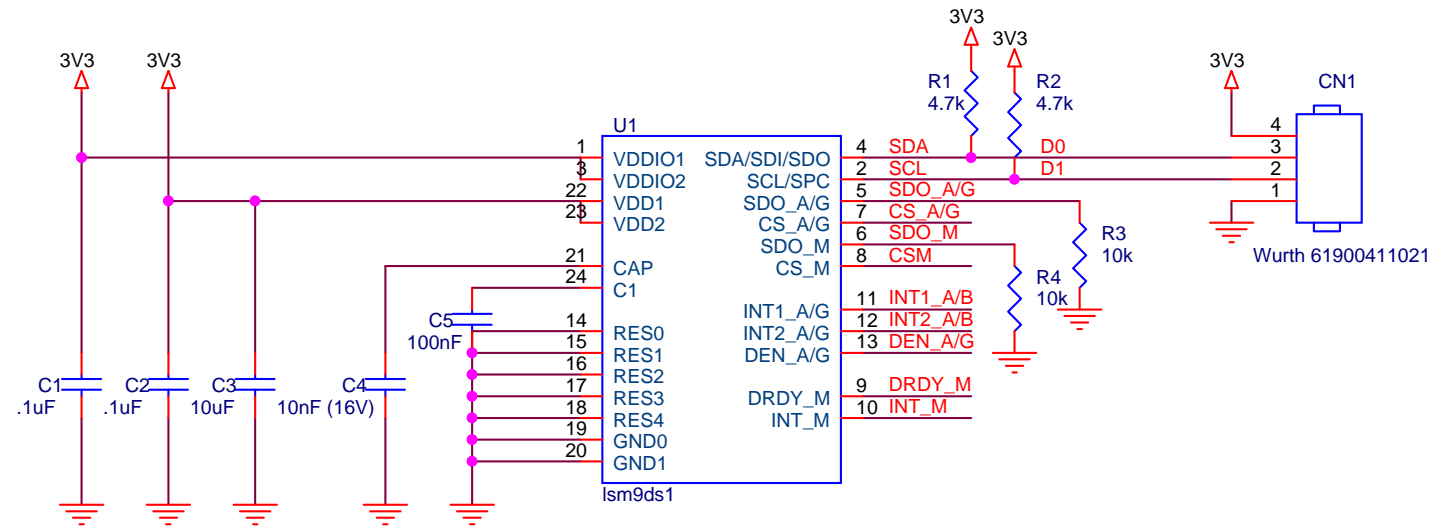 3V3
3V3
3V3
3V3
3V3
CN1
R1
4.7k
R2
4.7k
U1
1 VDDIO1
3 VDDIO2
22 VDD1
23 VDD2
21 CAP
24 C1
14 RES0
15 RES1
16 RES2
17 RES3
18 RES4
19 GND0
20 GND1
SDA/SDI/SDO 4 SDA D0
SCL/SPC 2 SCL D1
SDO_A/G 5 SDO_A/G
CS_A/G 7 CS_A/G
SDO_M 6 SDO_M
CS_M 8 CSM
INT1_A/G 11 INT1_A/B
INT2_A/G 12 INT2_A/B
DEN_A/G 13 DEN_A/G
DRDY_M 9 DRDY_M
INT_M 10 INT_M
lsm9ds1
4
3
2
1
Wurth 61900411021
R3
10k
R4
10k
C5
100nF
C1
.1uF
C2
.1uF
C3
10uF
C4
10nF (16V)